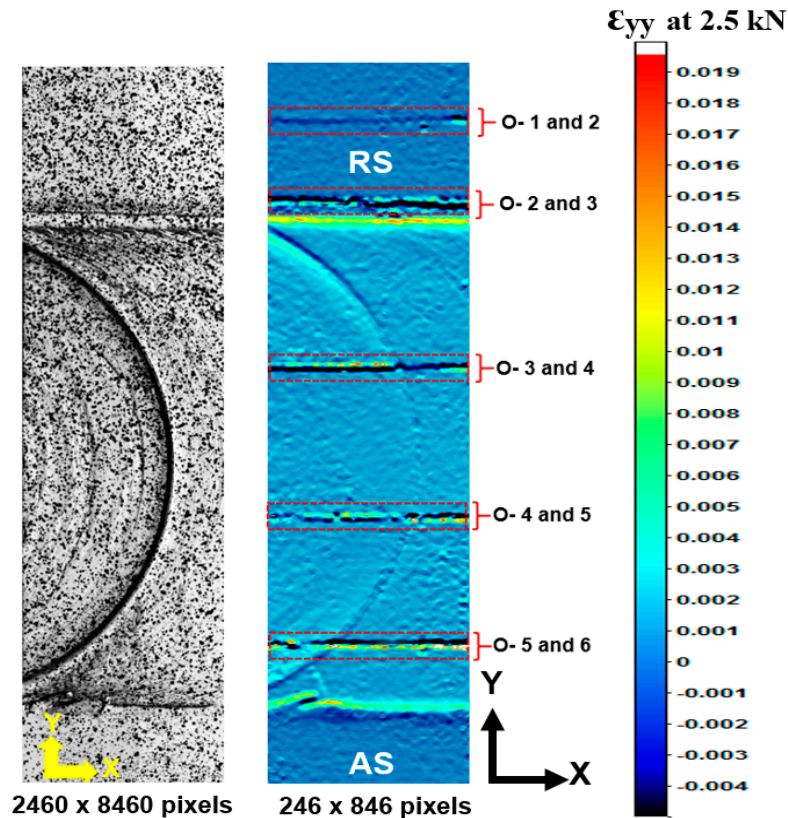 Ɛyy at 2.5 kN
O- 1 and 2
RS
O- 2 and 3
O- 3 and 4
O- 4 and 5
O- 5 and 6
Y
X
AS
Y
X
2460 x 8460 pixels
246 x 846 pixels
0.019
0.017
0.016
0.015
0.014
0.013
0.012
0.011
0.01
0.009
0.008
0.007
0.006
0.005
0.004
0.003
0.002
0.001
0
-0.001
-0.002
-0.003
-0.004